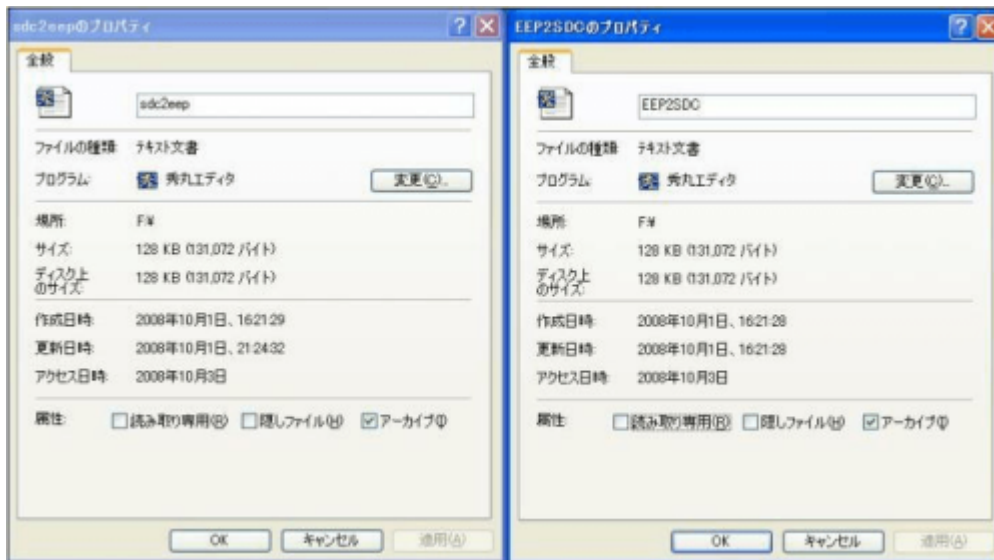 sdc2eepのプロパティ
全般
sdc2eep
ファイルの種類: テキスト文書
プログラム: 秀丸エディタ
変更(C)...
場所: F:¥
サイズ: 128 KB (131,072 バイト)
ディスク上
のサイズ: 128 KB (131,072 バイト)
作成日時: 2008年10月1日、16:21:29
更新日時: 2008年10月1日、21:24:32
アクセス日時: 2008年10月3日
属性: 読み取り専用(R) 隠しファイル(H) アーカイブ(I)
OK キャンセル 適用(A)
EEP2SDCのプロパティ
全般
EEP2SDC
ファイルの種類: テキスト文書
プログラム: 秀丸エディタ
変更(C)...
場所: F:¥
サイズ: 128 KB (131,072 バイト)
ディスク上
のサイズ: 128 KB (131,072 バイト)
作成日時: 2008年10月1日、16:21:28
更新日時: 2008年10月1日、16:21:28
アクセス日時: 2008年10月3日
属性: 読み取り専用(R) 隠しファイル(H) アーカイブ(I)
OK キャンセル 適用(A)